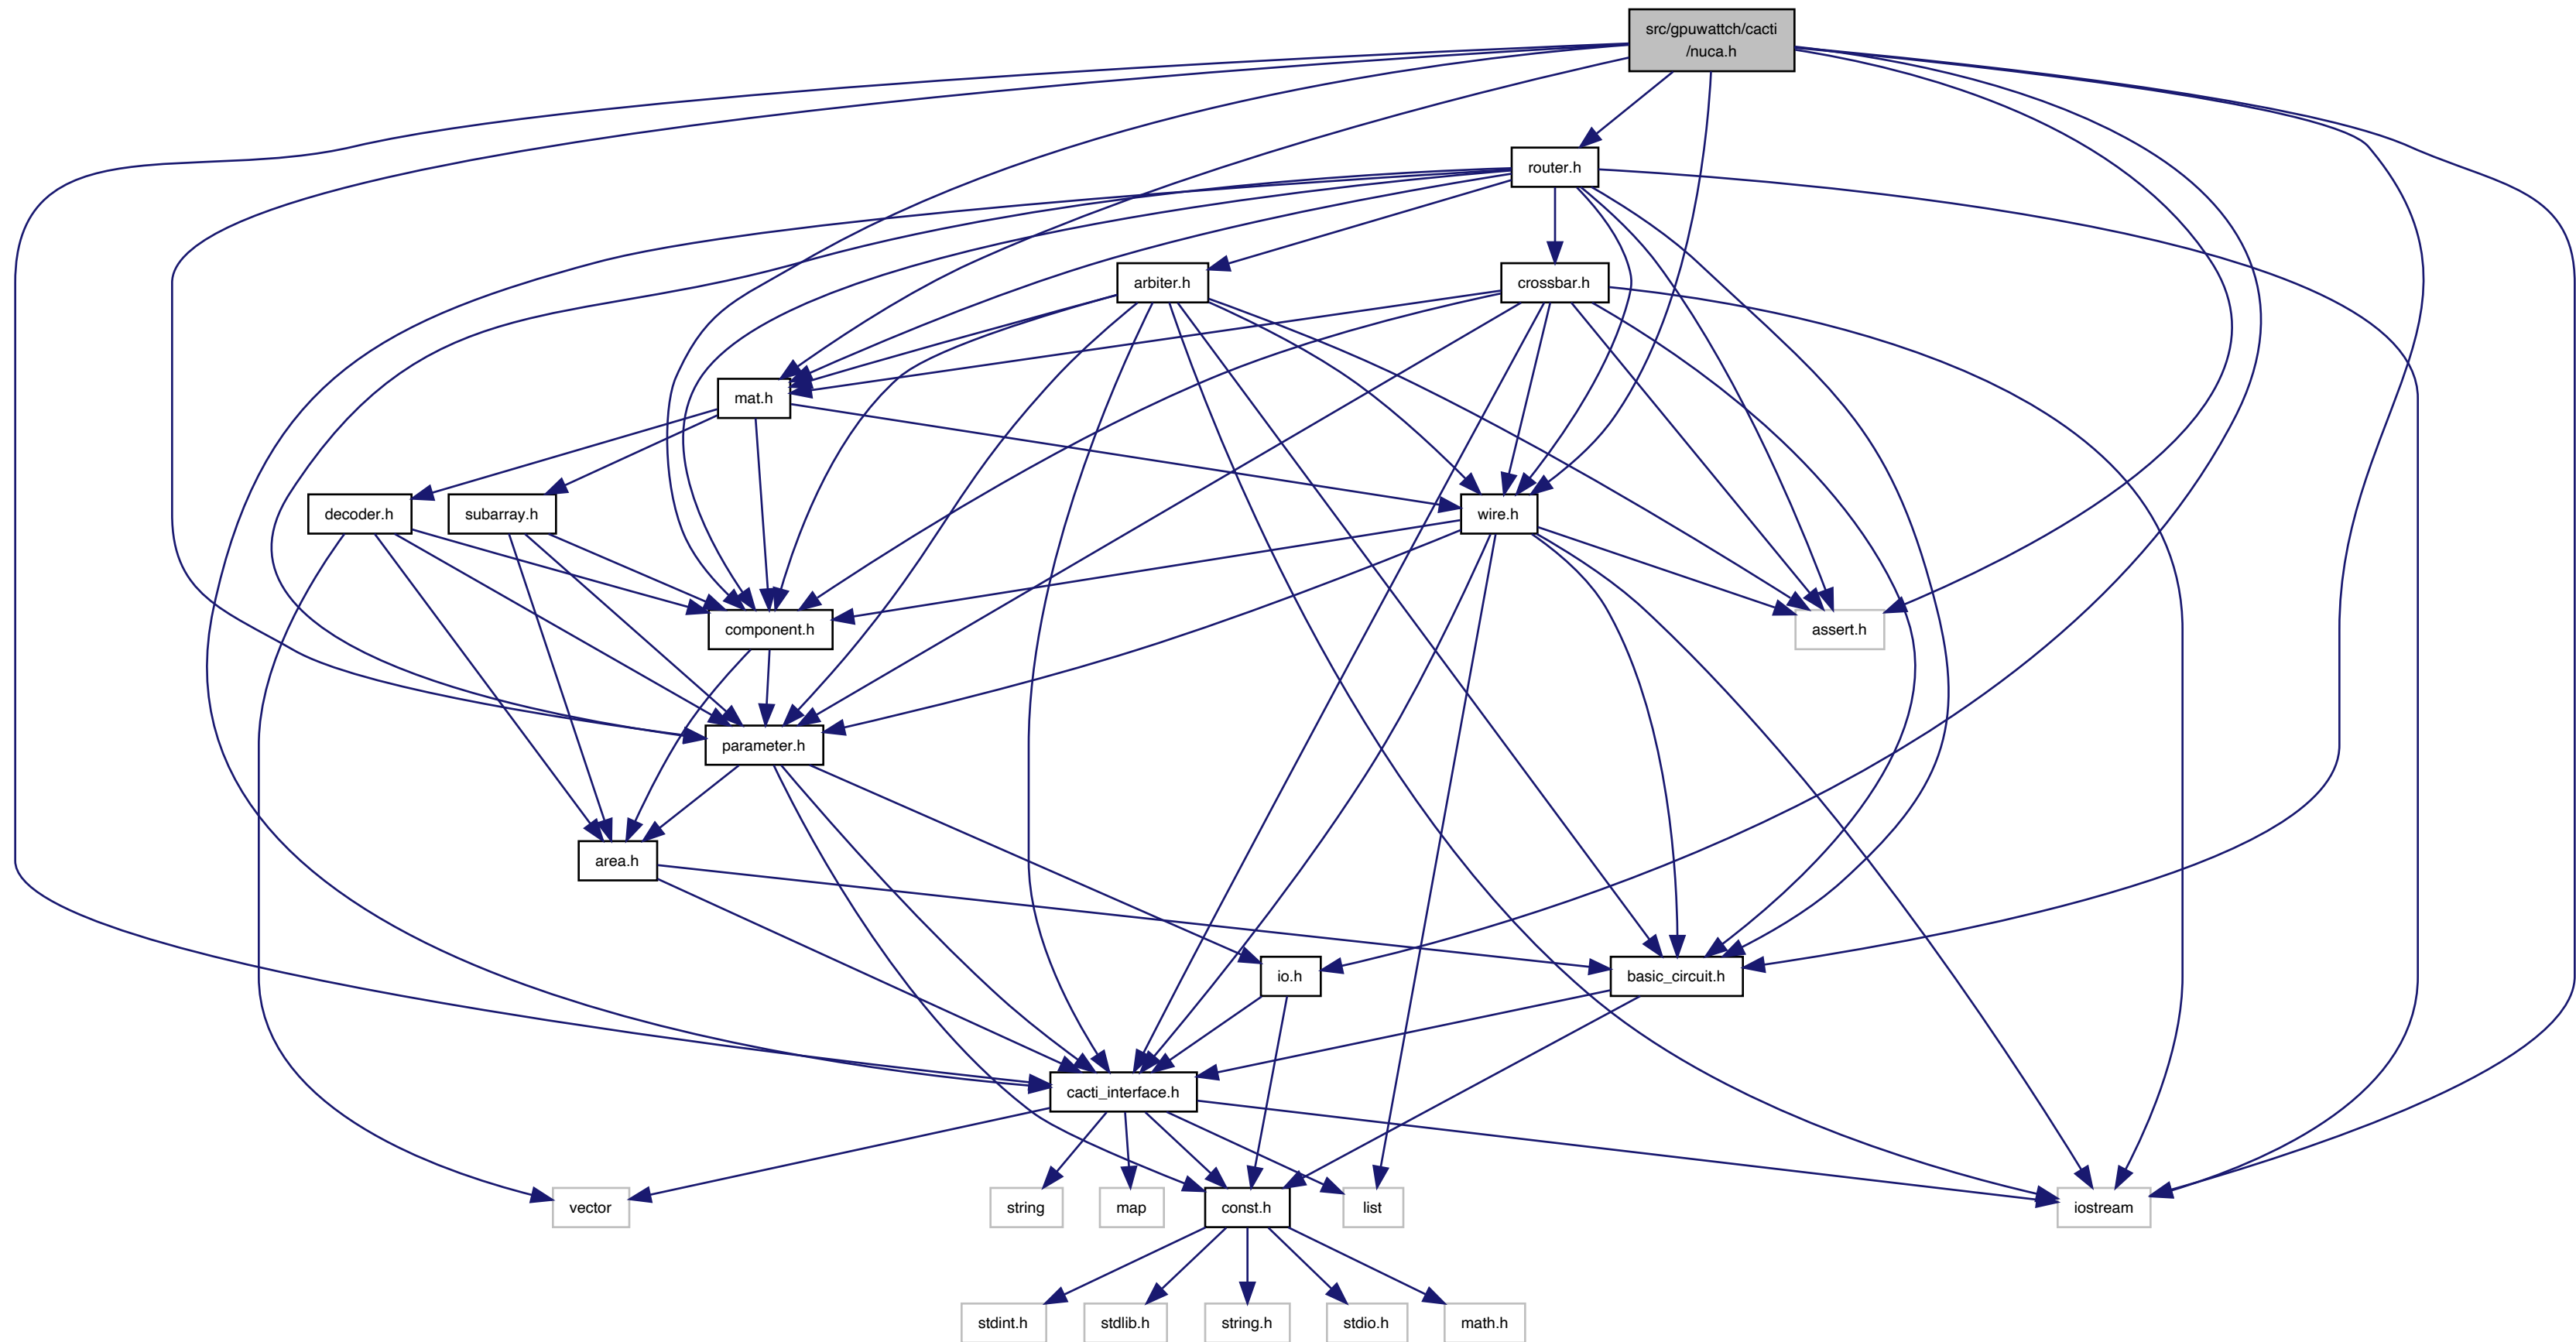 src/gpuwattch/cacti
/nuca.h
router.h
arbiter.h
crossbar.h
mat.h
decoder.h
subarray.h
wire.h
component.h
assert.h
parameter.h
area.h
io.h
basic_circuit.h
cacti_interface.h
vector
string
map
const.h
list
iostream
stdint.h
stdlib.h
string.h
stdio.h
math.h